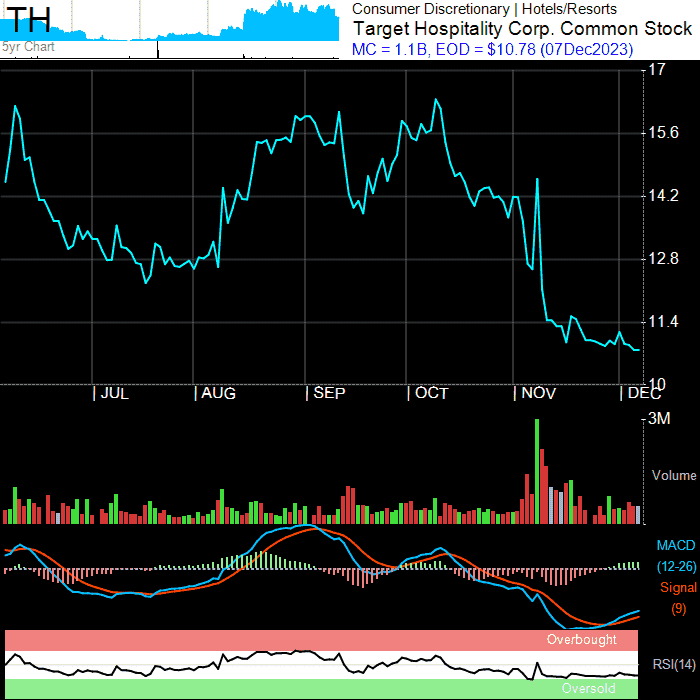 TH
5yr Chart
Consumer Discretionary | Hotels/Resorts
Target Hospitality Corp. Common Stock
MC = 1.1B, EOD = $10.78 (07Dec2023)
17
15.6
14.2
12.8
11.4
10
| JUL | AUG | SEP | OCT | NOV | DEC
3M
Volume
MACD
(12-26)
Signal
(9)
Overbought
RSI(14)
Oversold